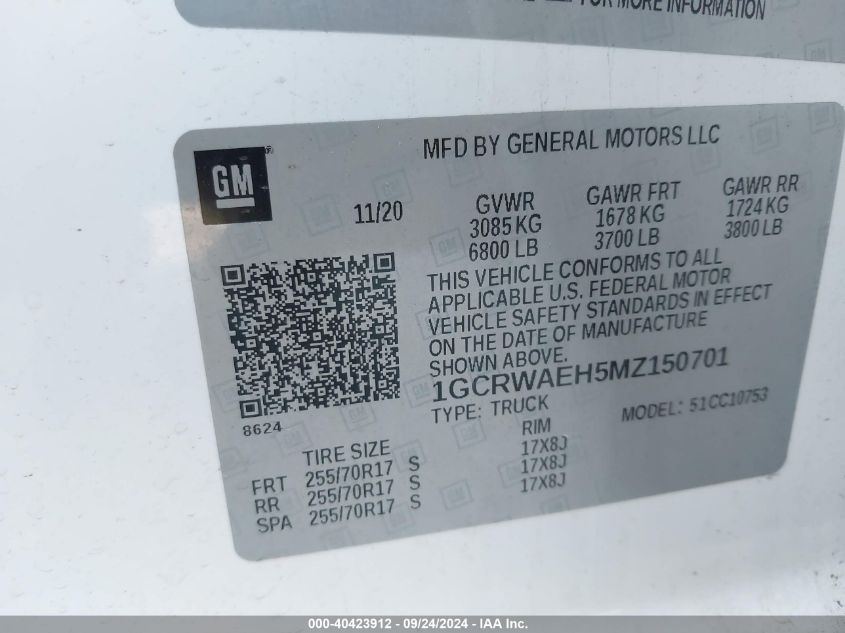 FOR MORE INFORMATION
GM
®
MFD BY GENERAL MOTORS LLC
11/20
GVWR
3085 KG
6800 LB
GAWR FRT
1678 KG
3700 LB
GAWR RR
1724 KG
3800 LB
THIS VEHICLE CONFORMS TO ALL
APPLICABLE U.S. FEDERAL MOTOR
VEHICLE SAFETY STANDARDS IN EFFECT
ON THE DATE OF MANUFACTURE
SHOWN ABOVE.
1GCRWAEH5MZ150701
TYPE: TRUCK
MODEL: 51CC10753
8624
TIRE SIZE
RIM
FRT 255/70R17 S 17X8J
RR 255/70R17 S 17X8J
SPA 255/70R17 S 17X8J
000-40423912 - 09/24/2024 - IAA Inc.